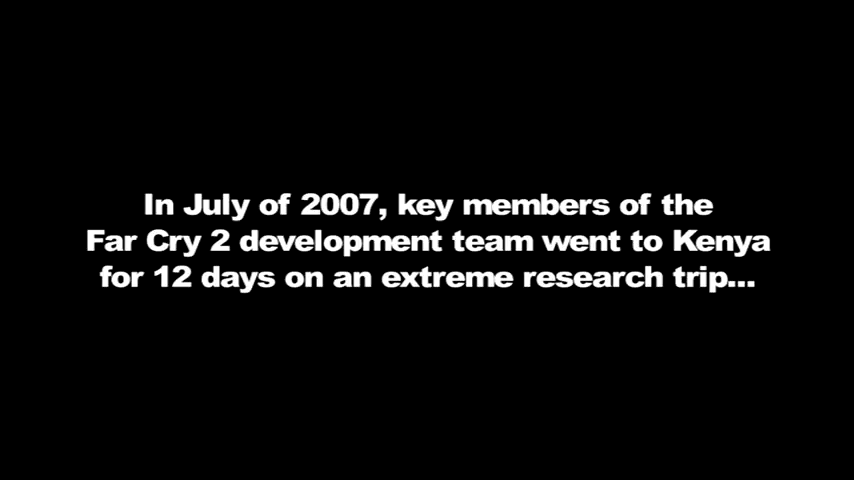 In July of 2007, key members of the
Far Cry 2 development team went to Kenya
for 12 days on an extreme research trip...